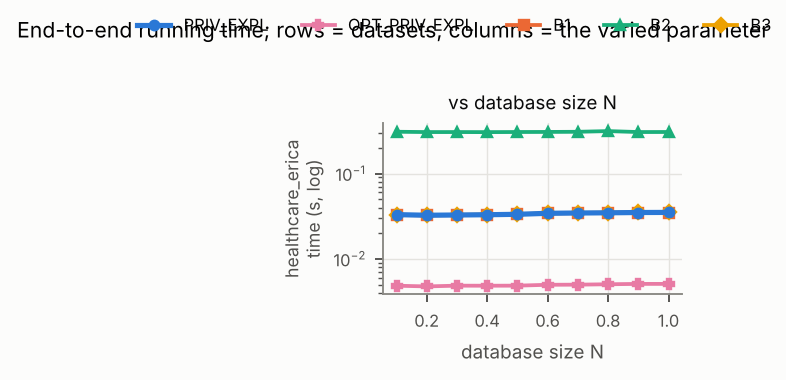 End-to-end running time; rows = datasets, columns = the varied parameter
PRIV_EXPL OPT_PRIV_EXPL B1 B2 B3
vs database size N
healthcare_erica
time (s, log)
10⁻¹
10⁻²
0.2 0.4 0.6 0.8 1.0
database size N